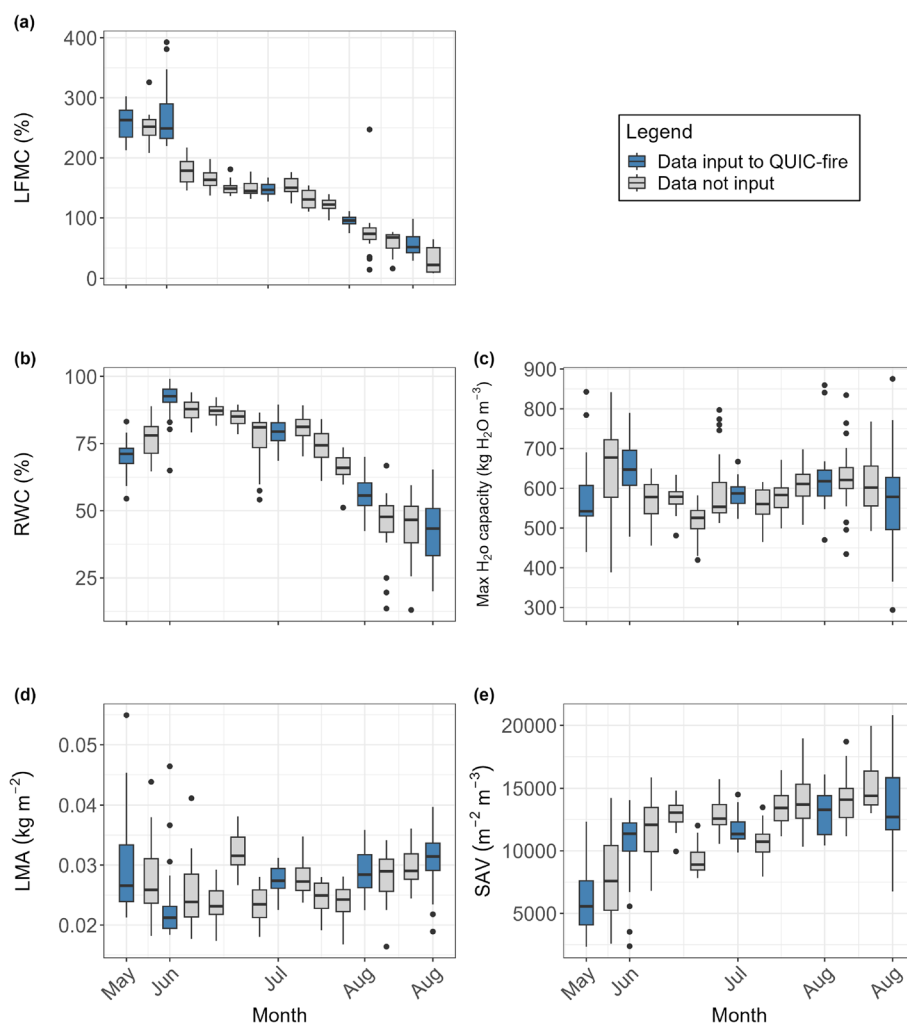 (a)
LFMC (%)
400
300
200
100
0
Legend
Data input to QUIC-fire
Data not input
(b)
RWC (%)
100
75
50
25
(c)
Max H₂o capacity (kg H₂O m⁻³)
900
800
700
600
500
400
300
(d)
LMA (kg m⁻²)
0.05
0.04
0.03
0.02
May
Jun
Jul
Aug
Aug
Month
(e)
SAV (m⁻² m⁻³)
20000
15000
10000
5000
May
Jun
Jul
Aug
Aug
Month